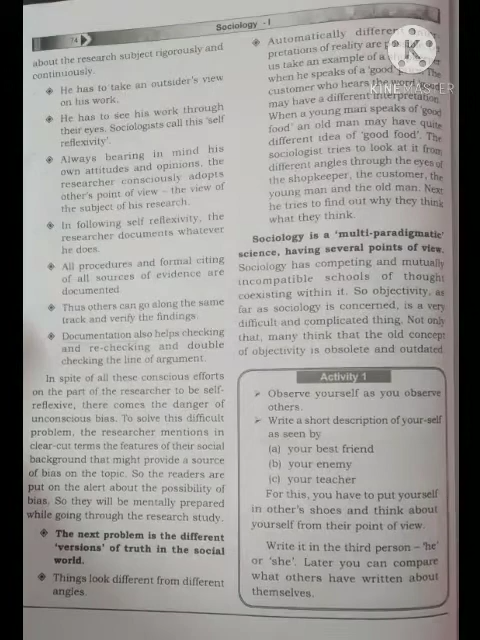 Sociology - I
74
about the research subject rigorously and
continuously.
❖ He has to take an outsider's view
on his work.
❖ He has to see his work through
their eyes. Sociologists call this 'self
reflexivity'.
❖ Always bearing in mind his
own attitudes and opinions, the
researcher consciously adopts
other's point of view – the view of
the subject of his research.
❖ In following self reflexivity, the
researcher documents whatever
he does.
❖ All procedures and formal citing
of all sources of evidence are
documented.
❖ Thus others can go along the same
track and verify the findings.
❖ Documentation also helps checking
and re-checking and double
checking the line of argument.
In spite of all these conscious efforts
on the part of the researcher to be self-
reflexive, there comes the danger of
unconscious bias. To solve this difficult
problem, the researcher mentions in
clear-cut terms the features of their social
background that might provide a source
of bias on the topic. So the readers are
put on the alert about the possibility of
bias. So they will be mentally prepared
while going through the research study.
❖ The next problem is the different
'versions' of truth in the social
world.
❖ Things look different from different
angles.
❖ Automatically different
pretations of reality are
us take an example of a
when he speaks of a 'good The
customer who hears the word 'good
may have a different interpretation.
When a young man speaks of 'good
food' an old man may have quite
different idea of 'good food'. The
sociologist tries to look at it from
different angles through the eyes of
the shopkeeper, the customer, the
young man and the old man. Next
he tries to find out why they think
what they think.
Sociology is a 'multi-paradigmatic'
science, having several points of view.
Sociology has competing and mutually
incompatible schools of thought
coexisting within it. So objectivity, as
far as sociology is concerned, is a very
difficult and complicated thing. Not only
that, many think that the old concept
of objectivity is obsolete and outdated.
Activity 1
➢ Observe yourself as you observe
others.
➢ Write a short description of your-self
as seen by
(a) your best friend
(b) your enemy
(c) your teacher
For this, you have to put yourself
in other's shoes and think about
yourself from their point of view.
Write it in the third person – 'he'
or 'she'. Later you can compare
what others have written about
themselves.
KINEMASTER